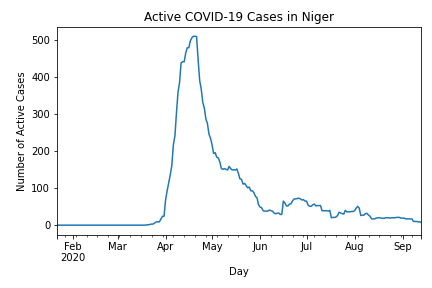 Active COVID-19 Cases in Niger
Number of Active Cases
500
400
300
200
100
0
Feb Mar Apr May Jun Jul Aug Sep
2020
Day